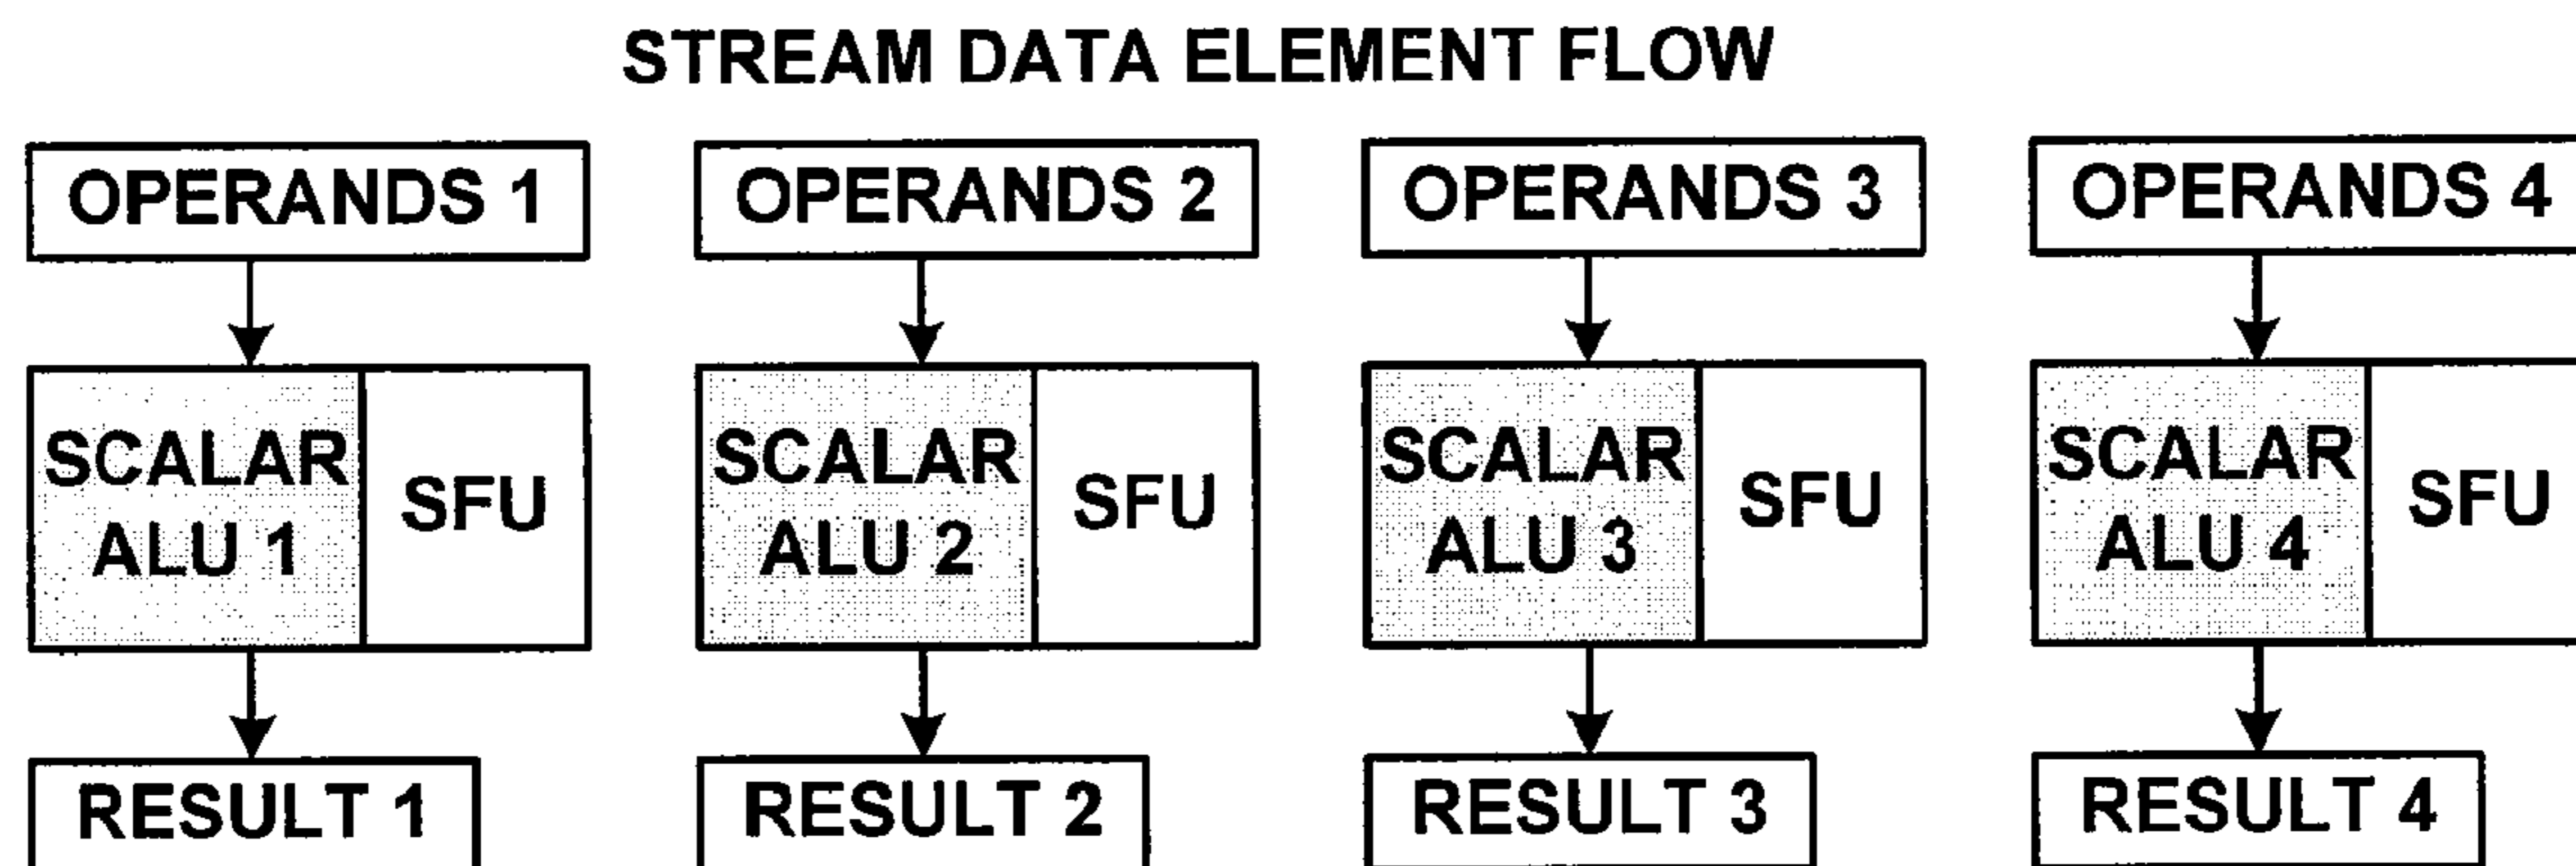 STREAM DATA ELEMENT FLOW
OPERANDS 1
OPERANDS 2
OPERANDS 3
OPERANDS 4
SCALAR
ALU 1
SFU
SCALAR
ALU 2
SFU
SCALAR
ALU 3
SFU
SCALAR
ALU 4
SFU
RESULT 1
RESULT 2
RESULT 3
RESULT 4